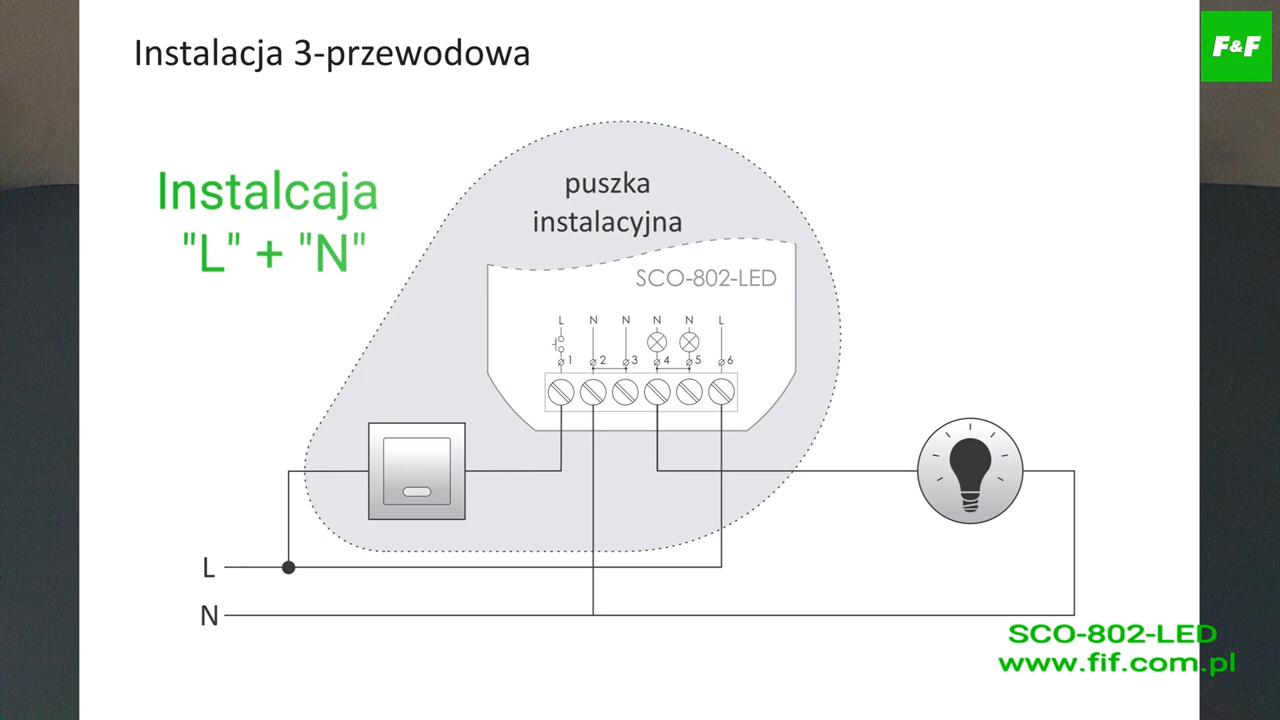 Instalacja 3-przewodowa
F&F
Instalcaja
"L" + "N"
puszka
instalacyjna
SCO-802-LED
L N N N N L
1 2 3 4 5 6
L
N
SCO-802-LED
www.fif.com.pl